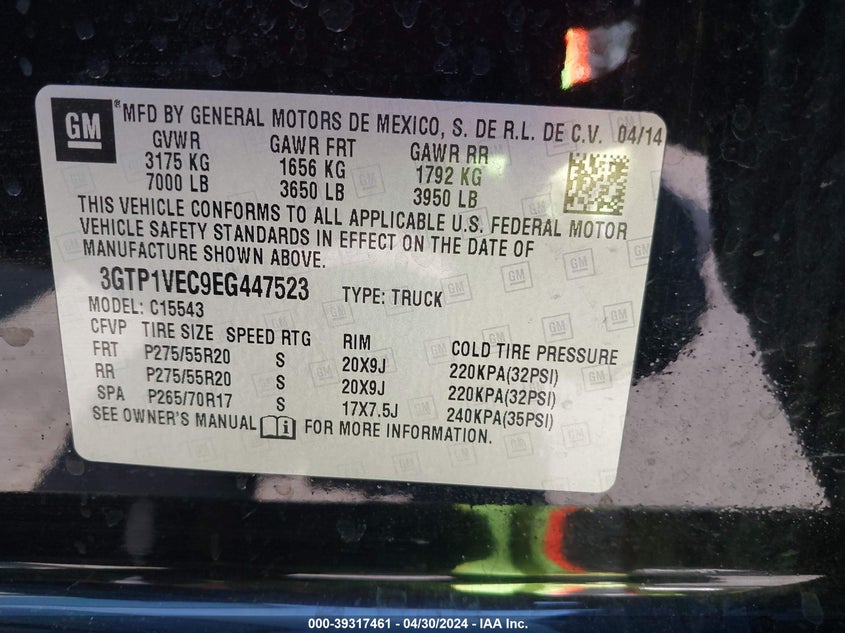 GM
® MFD BY GENERAL MOTORS DE MEXICO, S. DE R.L. DE C.V. 04/14
GVWR GAWR FRT GAWR RR
3175 KG 1656 KG 1792 KG
7000 LB 3650 LB 3950 LB
THIS VEHICLE CONFORMS TO ALL APPLICABLE U.S. FEDERAL MOTOR
VEHICLE SAFETY STANDARDS IN EFFECT ON THE DATE OF
MANUFACTURE SHOWN ABOVE.
3GTP1VEC9EG447523 TYPE: TRUCK
MODEL: C15543
CFVP TIRE SIZE SPEED RTG RIM COLD TIRE PRESSURE
FRT P275/55R20 S 20X9J 220KPA(32PSI)
RR P275/55R20 S 20X9J 220KPA(32PSI)
SPA P265/70R17 S 17X7.5J 240KPA(35PSI)
SEE OWNER'S MANUAL i FOR MORE INFORMATION.
000-39317461 - 04/30/2024 - IAA Inc.